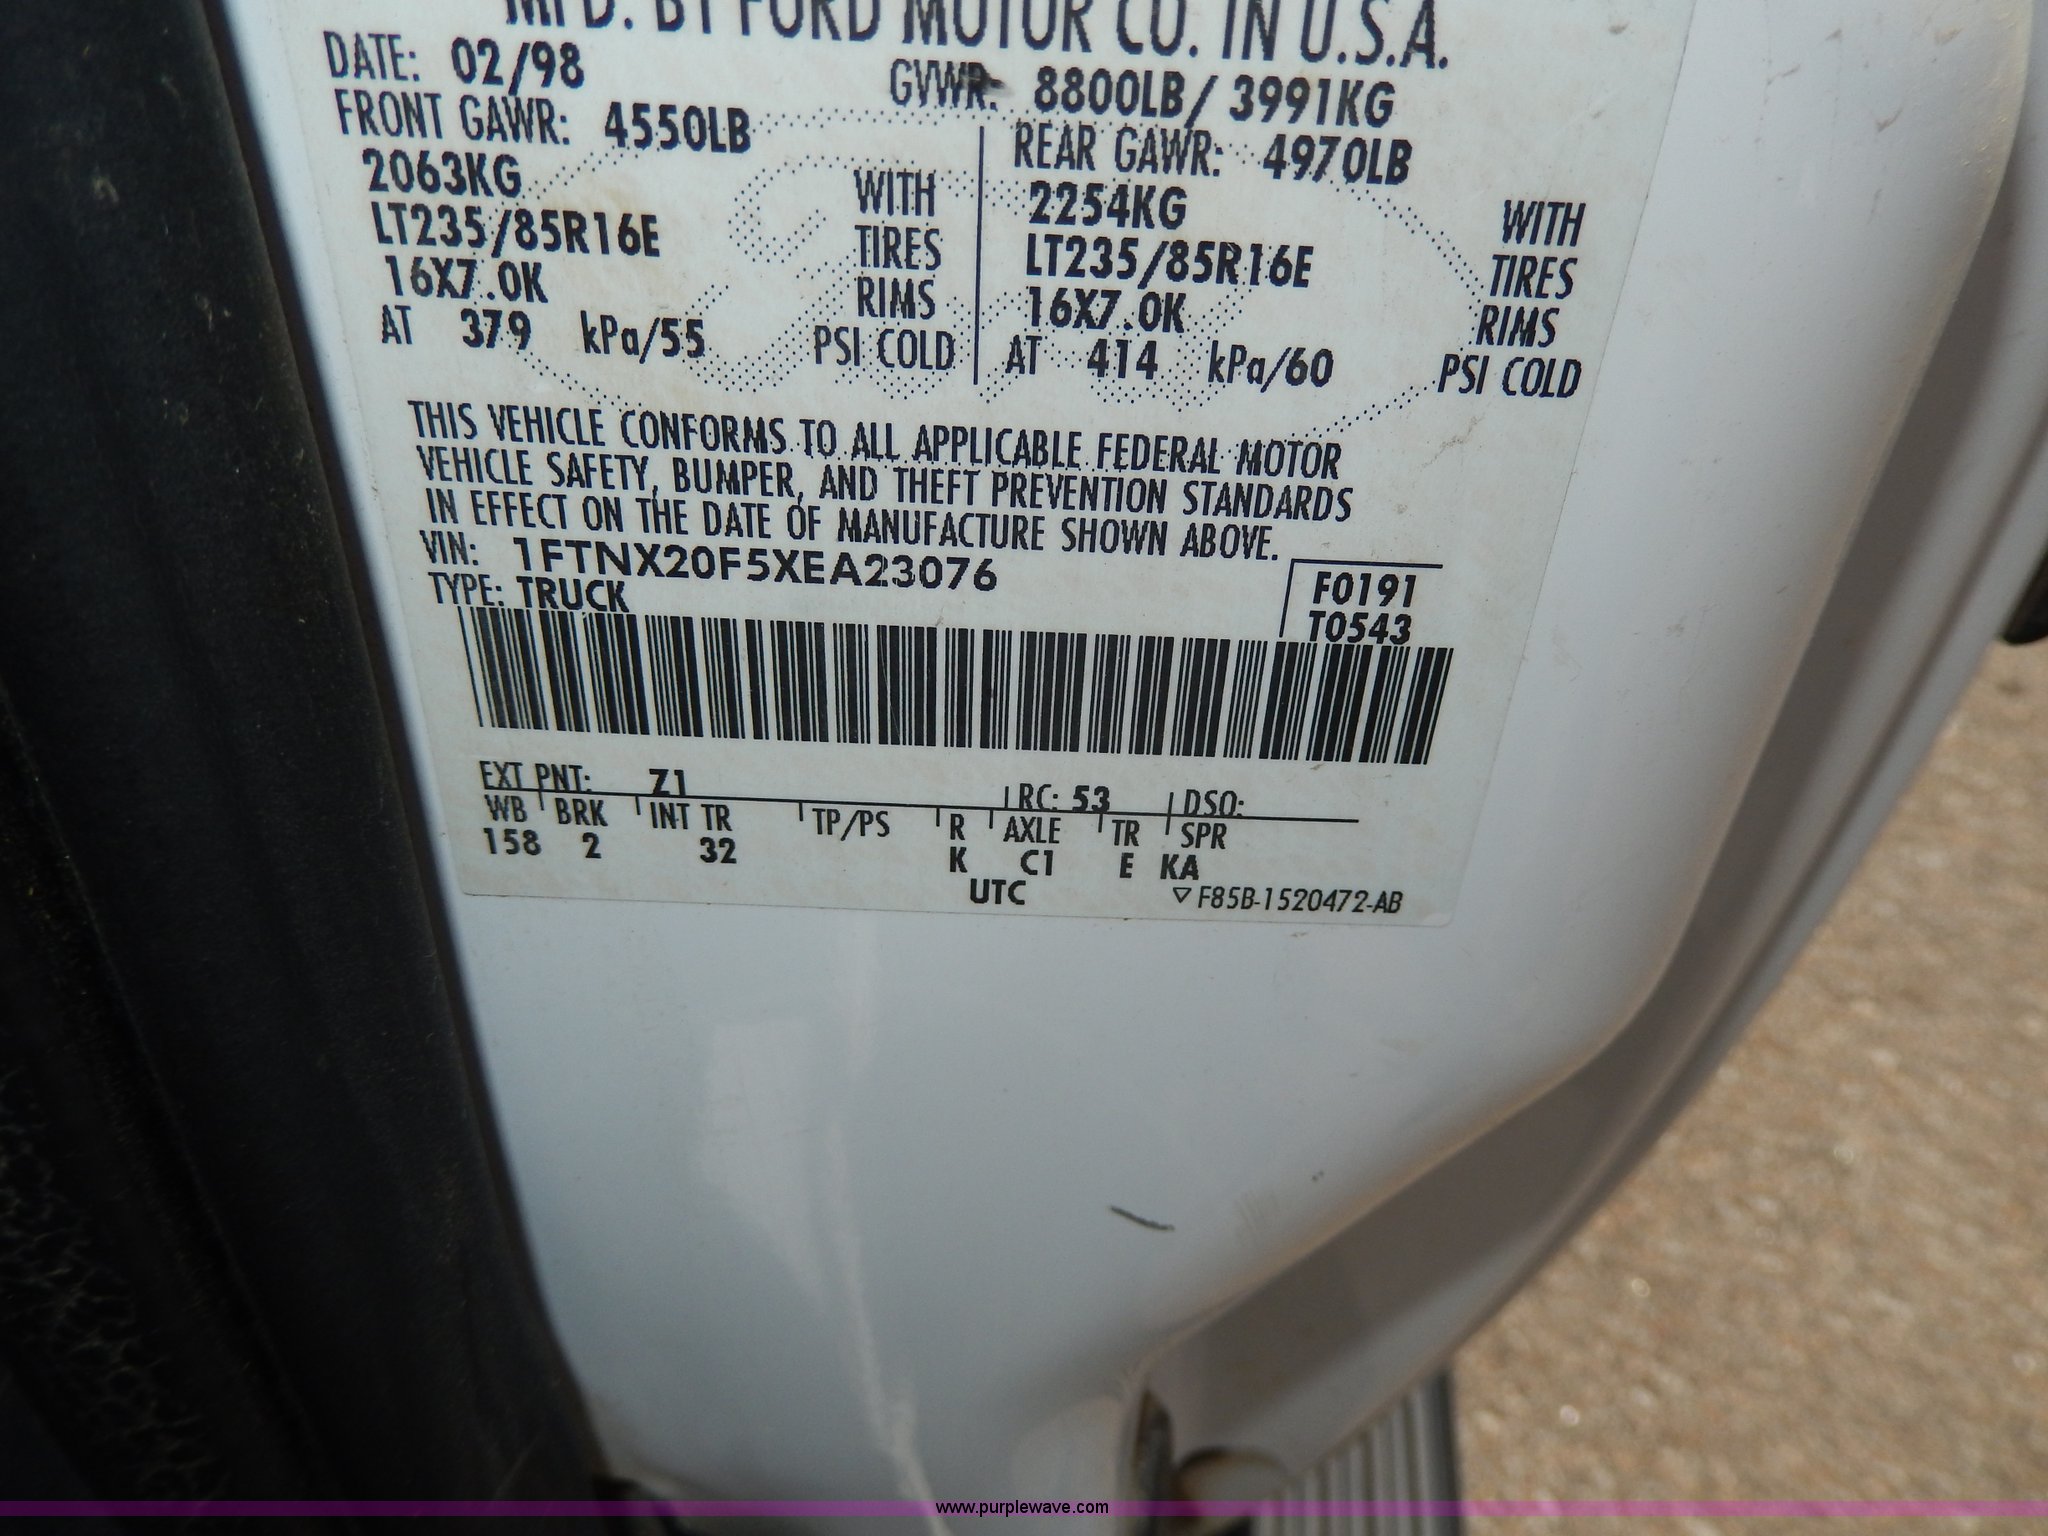 MFD. BY FORD MOTOR CO. IN U.S.A.
DATE: 02/98 GVWR: 8800LB/ 3991KG
FRONT GAWR: 4550LB REAR GAWR: 4970LB
2063KG WITH 2254KG WITH
LT235/85R16E TIRES LT235/85R16E TIRES
16X7.0K RIMS 16X7.0K RIMS
AT 379 kPa/55 PSI COLD AT 414 kPa/60 PSI COLD
THIS VEHICLE CONFORMS TO ALL APPLICABLE FEDERAL MOTOR
VEHICLE SAFETY, BUMPER, AND THEFT PREVENTION STANDARDS
IN EFFECT ON THE DATE OF MANUFACTURE SHOWN ABOVE.
VIN: 1FTNX20F5XEA23076 F0191
TYPE: TRUCK T0543
EXT PNT: Z1 RC: 53 DSO:
WB BRK INT TR TP/PS R AXLE TR SPR
158 2 32 K C1 E KA
UTC F85B-1520472-AB
www.purplewave.com